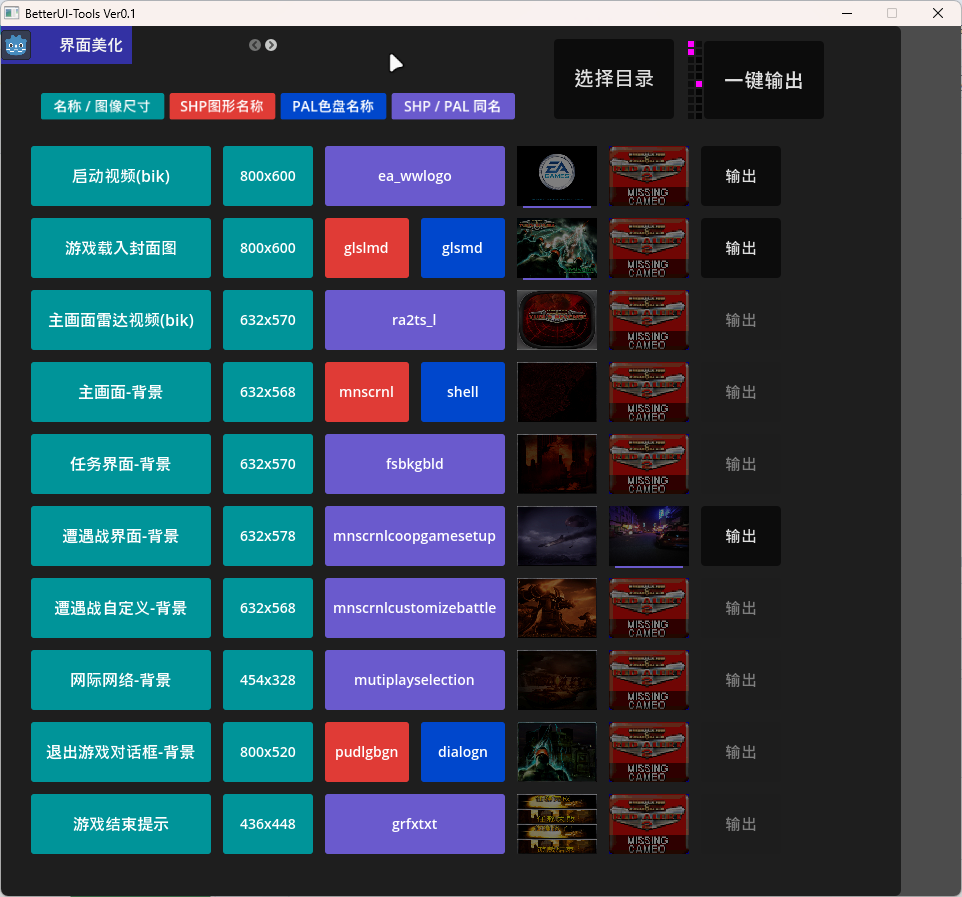 BetterUI-Tools Ver0.1
界面美化
选择目录
一键输出
名称 / 图像尺寸 SHP图形名称 PAL色盘名称 SHP / PAL 同名
启动视频(bik) 800x600 ea_wwlogo EA GAMES MISSING CAMEO 输出
游戏载入封面图 800x600 glslmd glsmd MISSING CAMEO 输出
主画面雷达视频(bik) 632x570 ra2ts_l MISSING CAMEO 输出
主画面-背景 632x568 mnscrnl shell MISSING CAMEO 输出
任务界面-背景 632x570 fsbkgbld MISSING CAMEO 输出
遭遇战界面-背景 632x578 mnscrnlcoopgamesetup 输出
遭遇战自定义-背景 632x568 mnscrnlcustomizebattle MISSING CAMEO 输出
网际网络-背景 454x328 mutiplayselection MISSING CAMEO 输出
退出游戏对话框-背景 800x520 pudlgbgn dialogn MISSING CAMEO 输出
游戏结束提示 436x448 grfxtxt MISSING CAMEO 输出